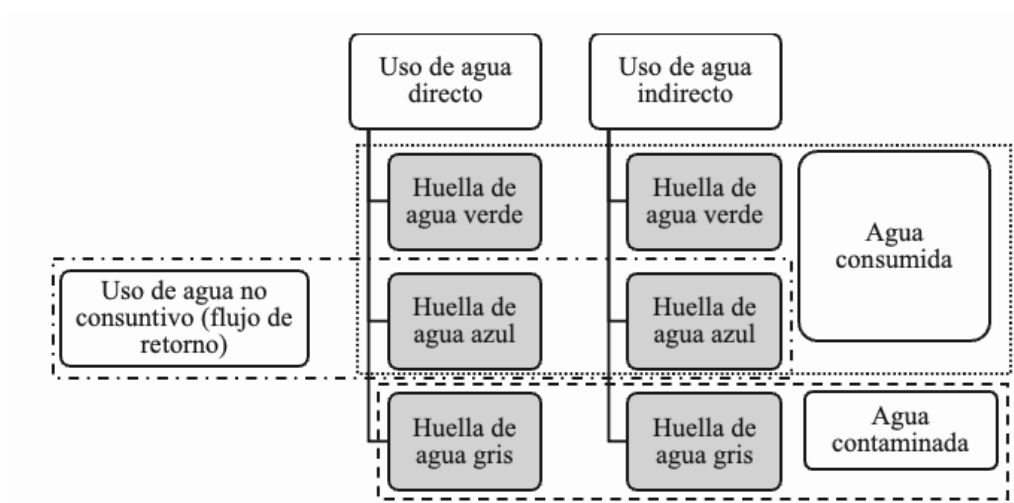 Uso de agua
directo
Uso de agua
indirecto
Huella de
agua verde
Huella de
agua verde
Agua
consumida
Uso de agua no
consuntivo (flujo de
retorno)
Huella de
agua azul
Huella de
agua azul
Huella de
agua gris
Huella de
agua gris
Agua
contaminada